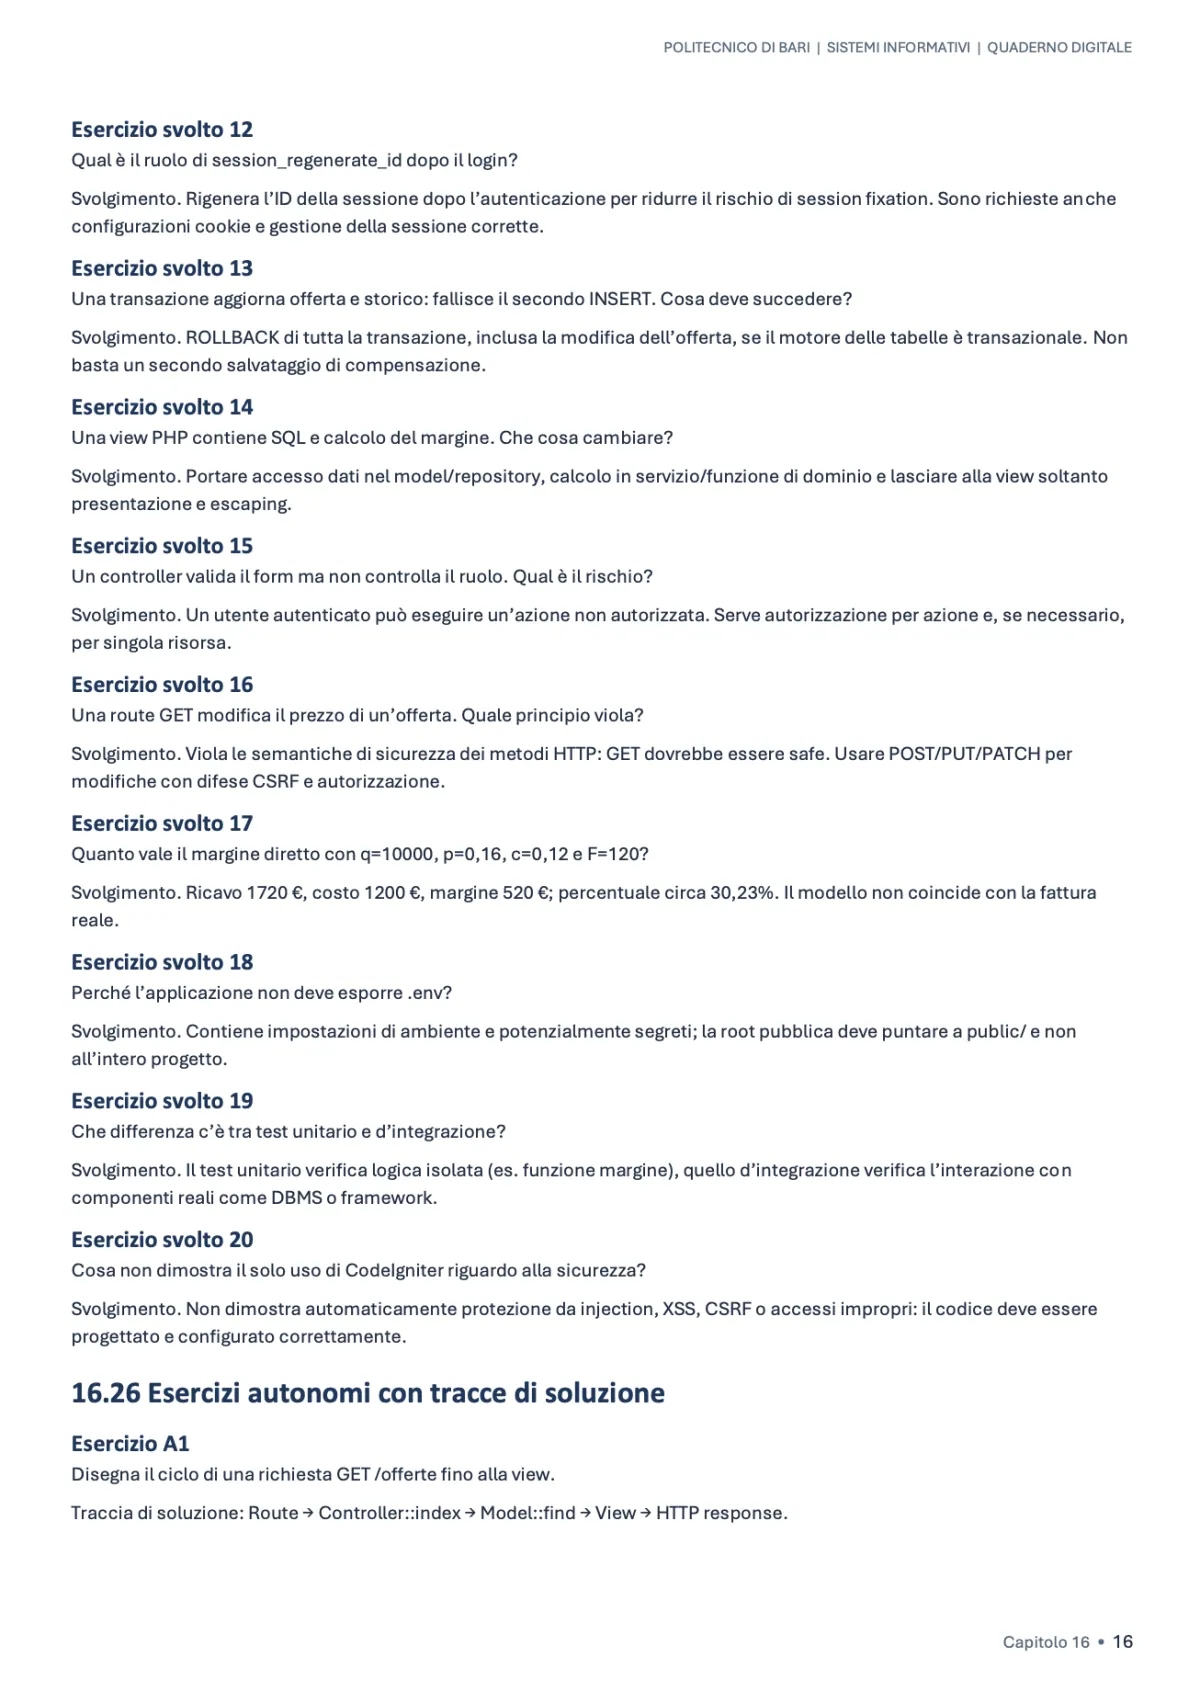 POLITECNICO DI BARI | SISTEMI INFORMATIVI | QUADERNO DIGITALE
Esercizio svolto 12
Qual è il ruolo di session_regenerate_id dopo il login?
Svolgimento. Rigenera l’ID della sessione dopo l’autenticazione per ridurre il rischio di session fixation. Sono richieste anche
configurazioni cookie e gestione della sessione corrette.
Esercizio svolto 13
Una transazione aggiorna offerta e storico: fallisce il secondo INSERT. Cosa deve succedere?
Svolgimento. ROLLBACK di tutta la transazione, inclusa la modifica dell’offerta, se il motore delle tabelle è transazionale. Non
basta un secondo salvataggio di compensazione.
Esercizio svolto 14
Una view PHP contiene SQL e calcolo del margine. Che cosa cambiare?
Svolgimento. Portare accesso dati nel model/repository, calcolo in servizio/funzione di dominio e lasciare alla view soltanto
presentazione e escaping.
Esercizio svolto 15
Un controller valida il form ma non controlla il ruolo. Qual è il rischio?
Svolgimento. Un utente autenticato può eseguire un’azione non autorizzata. Serve autorizzazione per azione e, se necessario,
per singola risorsa.
Esercizio svolto 16
Una route GET modifica il prezzo di un’offerta. Quale principio viola?
Svolgimento. Viola le semantiche di sicurezza dei metodi HTTP: GET dovrebbe essere safe. Usare POST/PUT/PATCH per
modifiche con difese CSRF e autorizzazione.
Esercizio svolto 17
Quanto vale il margine diretto con q=10000, p=0,16, c=0,12 e F=120?
Svolgimento. Ricavo 1720 €, costo 1200 €, margine 520 €; percentuale circa 30,23%. Il modello non coincide con la fattura
reale.
Esercizio svolto 18
Perché l’applicazione non deve esporre .env?
Svolgimento. Contiene impostazioni di ambiente e potenzialmente segreti; la root pubblica deve puntare a public/ e non
all’intero progetto.
Esercizio svolto 19
Che differenza c’è tra test unitario e d’integrazione?
Svolgimento. Il test unitario verifica logica isolata (es. funzione margine), quello d’integrazione verifica l’interazione con
componenti reali come DBMS o framework.
Esercizio svolto 20
Cosa non dimostra il solo uso di CodeIgniter riguardo alla sicurezza?
Svolgimento. Non dimostra automaticamente protezione da injection, XSS, CSRF o accessi impropri: il codice deve essere
progettato e configurato correttamente.
16.26 Esercizi autonomi con tracce di soluzione
Esercizio A1
Disegna il ciclo di una richiesta GET /offerte fino alla view.
Traccia di soluzione: Route → Controller::index → Model::find → View → HTTP response.
Capitolo 16 • 16